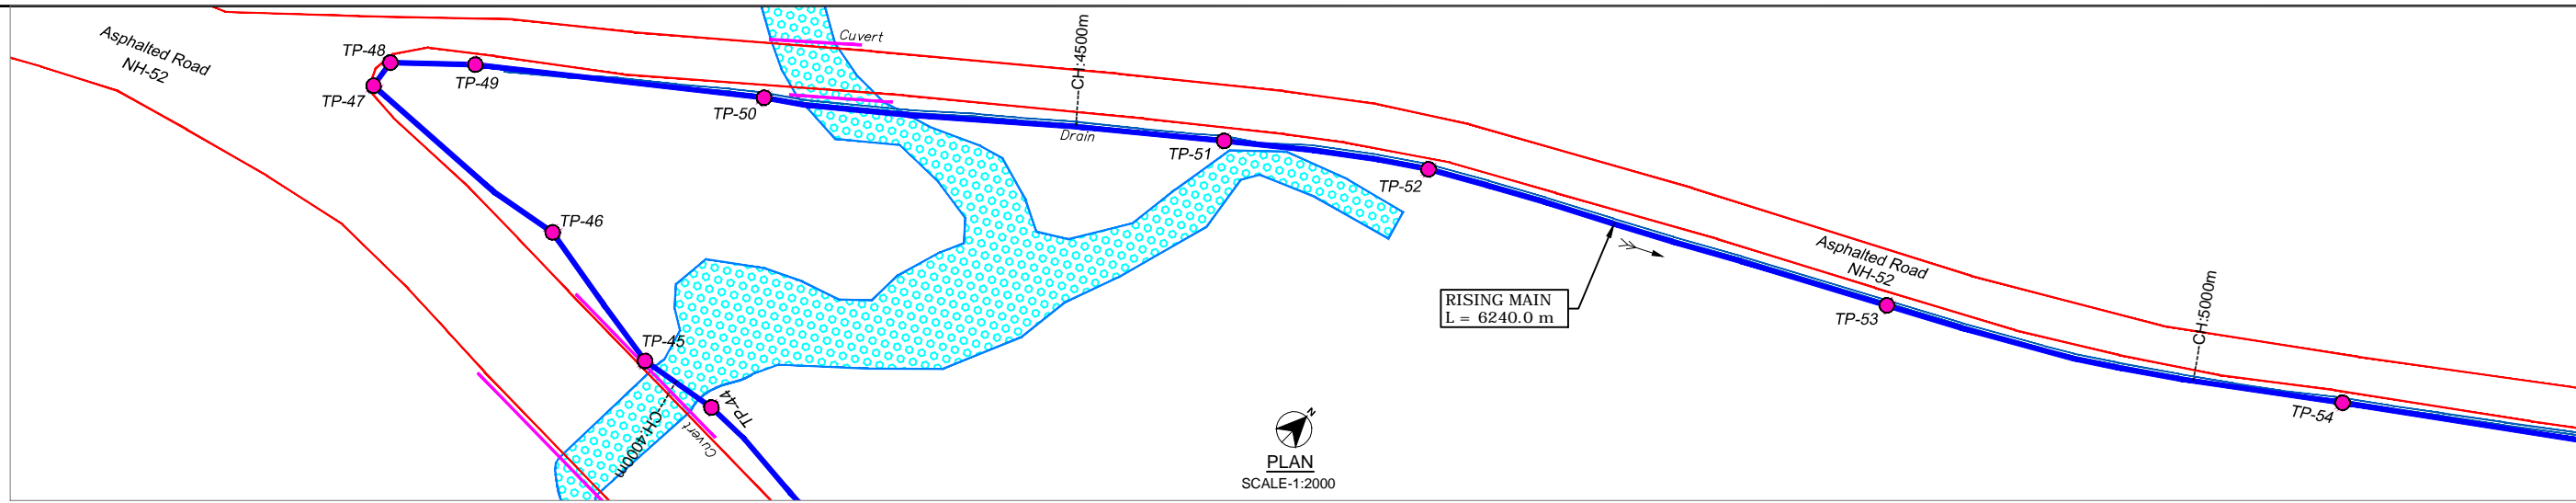 Asphalted Road
NH-52
TP-48
TP-47
TP-49
TP-46
TP-45
TP-44
CH:4000m
Cuvert
TP-50
Cuvert
CH:4500m
Drain
TP-51
TP-52
RISING MAIN
L = 6240.0 m
N
PLAN
SCALE-1:2000
Asphalted Road
NH-52
TP-53
CH:5000m
TP-54